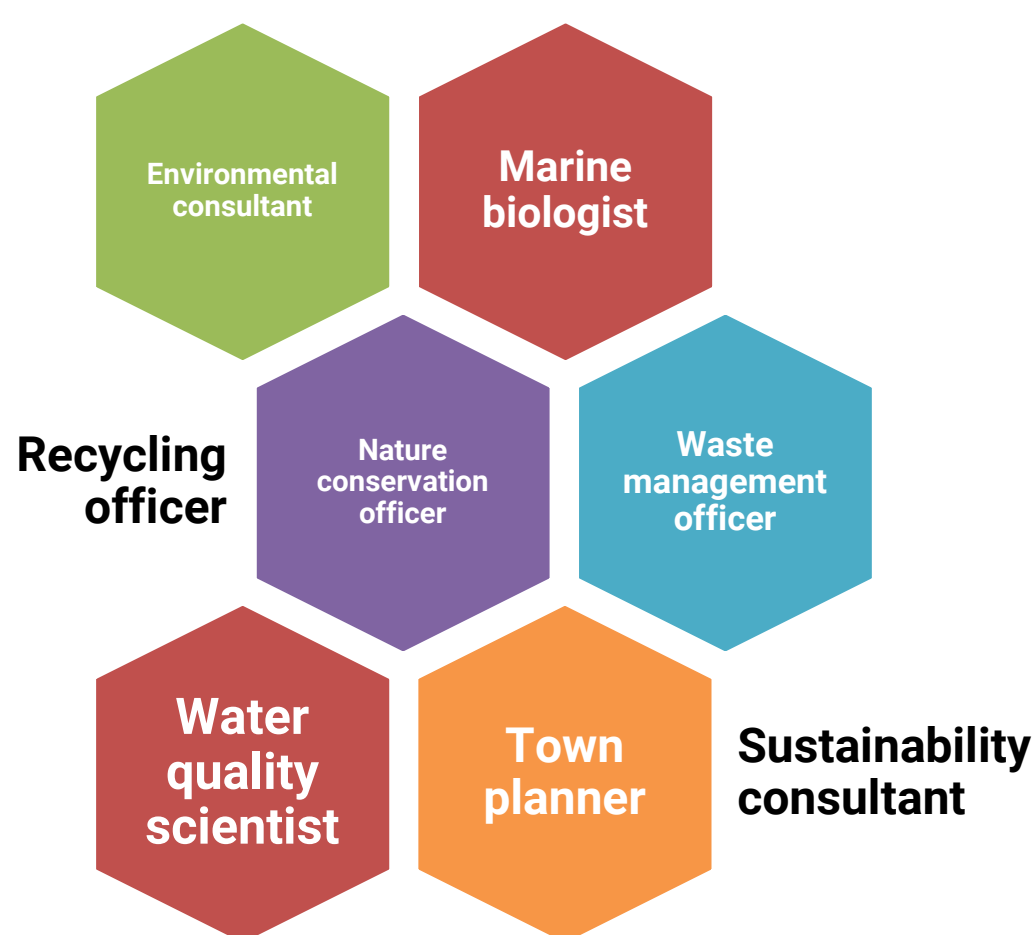 Environmental
consultant
Marine
biologist
Recycling
officer
Nature
conservation
officer
Waste
management
officer
Water
quality
scientist
Town
planner
Sustainability
consultant